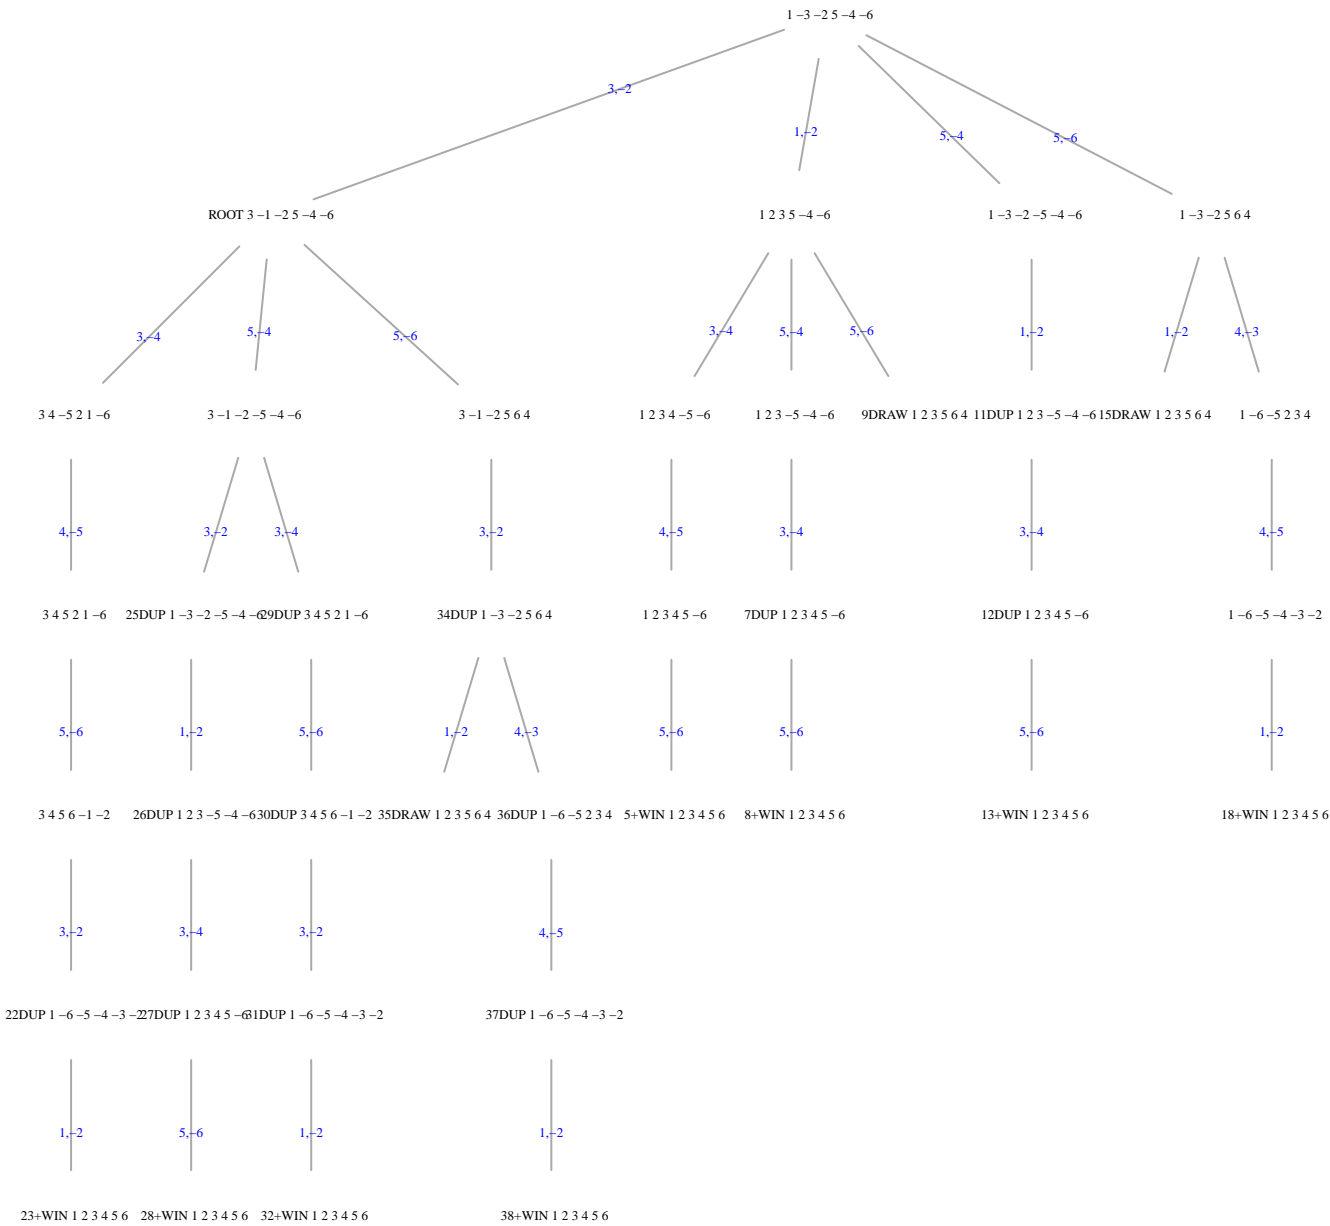 1 −3 −2 5 −4 −6
3,−2
1,−2
5,−4
5,−6
ROOT 3 −1 −2 5 −4 −6
1 2 3 5 −4 −6
1 −3 −2 −5 −4 −6
1 −3 −2 5 6 4
3,−4
5,−4
5,−6
3,−4
5,−4
5,−6
1,−2
1,−2
4,−3
3 4 −5 2 1 −6
3 −1 −2 −5 −4 −6
3 −1 −2 5 6 4
1 2 3 4 −5 −6
1 2 3 −5 −4 −6
9DRAW 1 2 3 5 6 4
11DUP 1 2 3 −5 −4 −6
15DRAW 1 2 3 5 6 4
1 −6 −5 2 3 4
4,−5
3,−2
3,−4
3,−2
4,−5
3,−4
3,−4
4,−5
3 4 5 2 1 −6
25DUP 1 −3 −2 −5 −4 −6
29DUP 3 4 5 2 1 −6
34DUP 1 −3 −2 5 6 4
1 2 3 4 5 −6
7DUP 1 2 3 4 5 −6
12DUP 1 2 3 4 5 −6
1 −6 −5 −4 −3 −2
5,−6
1,−2
5,−6
1,−2
4,−3
5,−6
5,−6
5,−6
1,−2
3 4 5 6 −1 −2
26DUP 1 2 3 −5 −4 −6
30DUP 3 4 5 6 −1 −2
35DRAW 1 2 3 5 6 4
36DUP 1 −6 −5 2 3 4
5+WIN 1 2 3 4 5 6
8+WIN 1 2 3 4 5 6
13+WIN 1 2 3 4 5 6
18+WIN 1 2 3 4 5 6
3,−2
3,−4
3,−2
4,−5
22DUP 1 −6 −5 −4 −3 −2
27DUP 1 2 3 4 5 −6
31DUP 1 −6 −5 −4 −3 −2
37DUP 1 −6 −5 −4 −3 −2
1,−2
5,−6
1,−2
1,−2
23+WIN 1 2 3 4 5 6
28+WIN 1 2 3 4 5 6
32+WIN 1 2 3 4 5 6
38+WIN 1 2 3 4 5 6